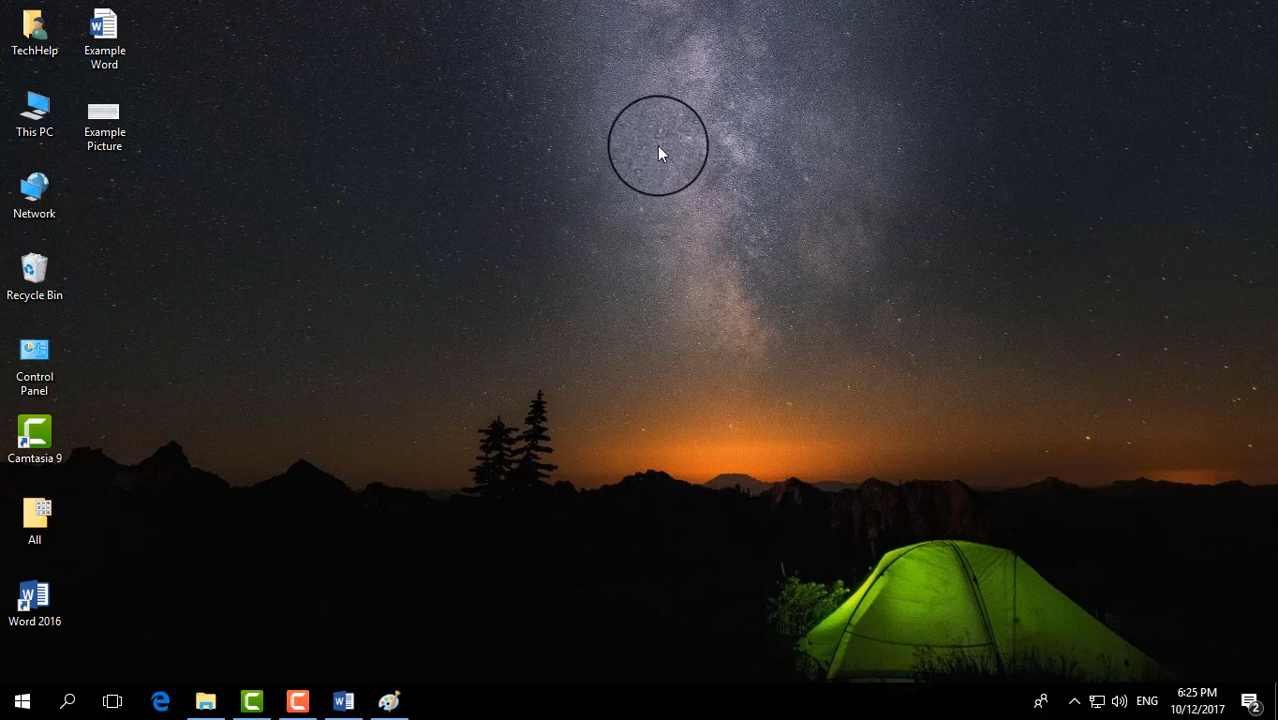 TechHelp
Example
Word
This PC
Example
Picture
Network
Recycle Bin
Control
Panel
Camtasia 9
All
Word 2016
ENG
6:25 PM
10/12/2017
2